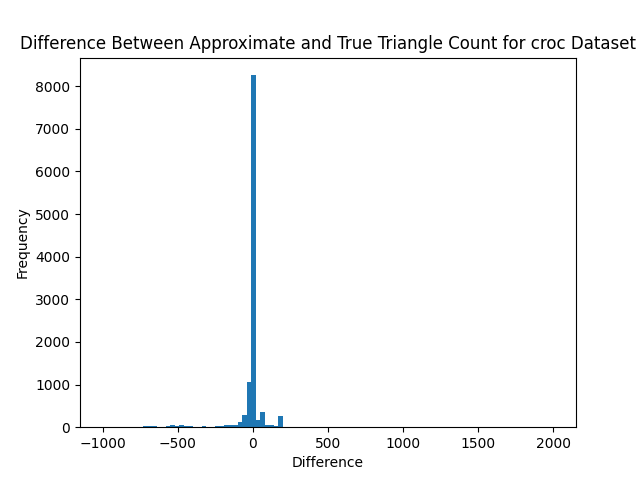 Difference Between Approximate and True Triangle Count for croc Dataset
8000
7000
6000
5000
4000
3000
2000
1000
0
Frequency
−1000 −500 0 500 1000 1500 2000
Difference